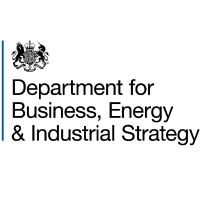 Department for
Business, Energy
& Industrial Strategy